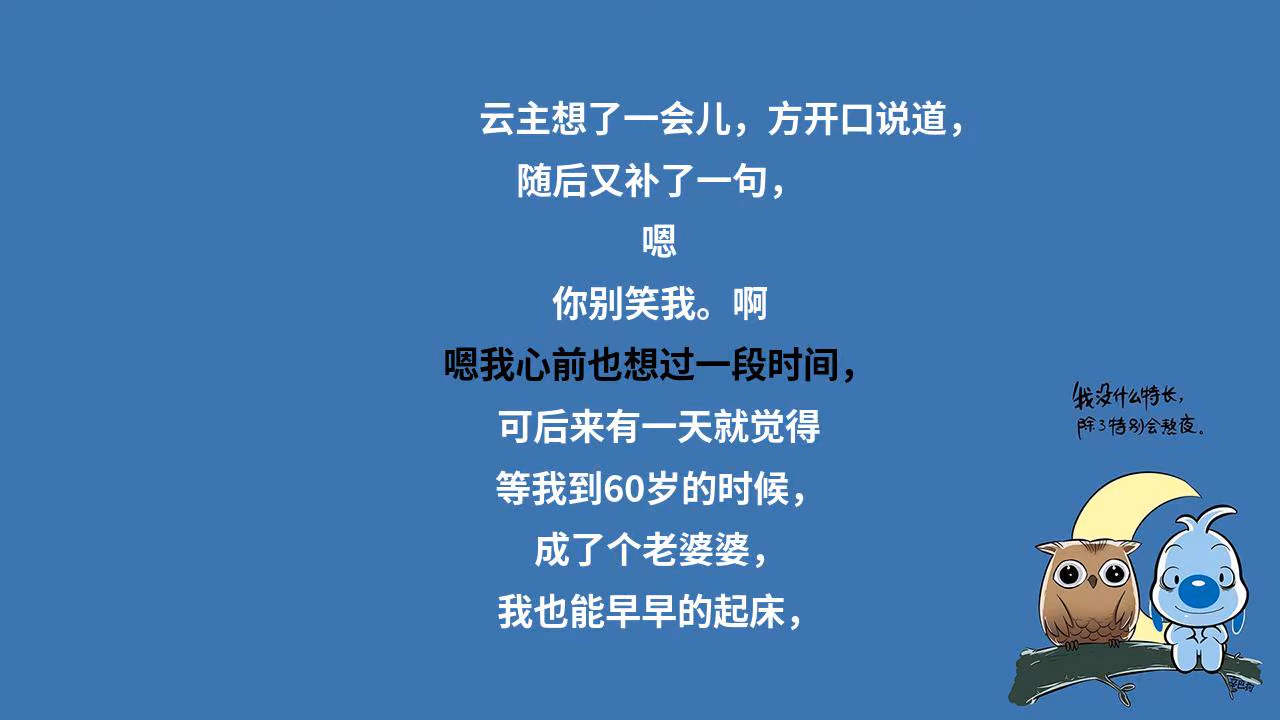 云主想了一会儿，方开口说道，
随后又补了一句，
嗯
你别笑我。啊
嗯我心前也想过一段时间，
可后来有一天就觉得
等我到60岁的时候，
成了个老婆婆，
我也能早早的起床，
我没什么特长，
除了特别会熬夜。